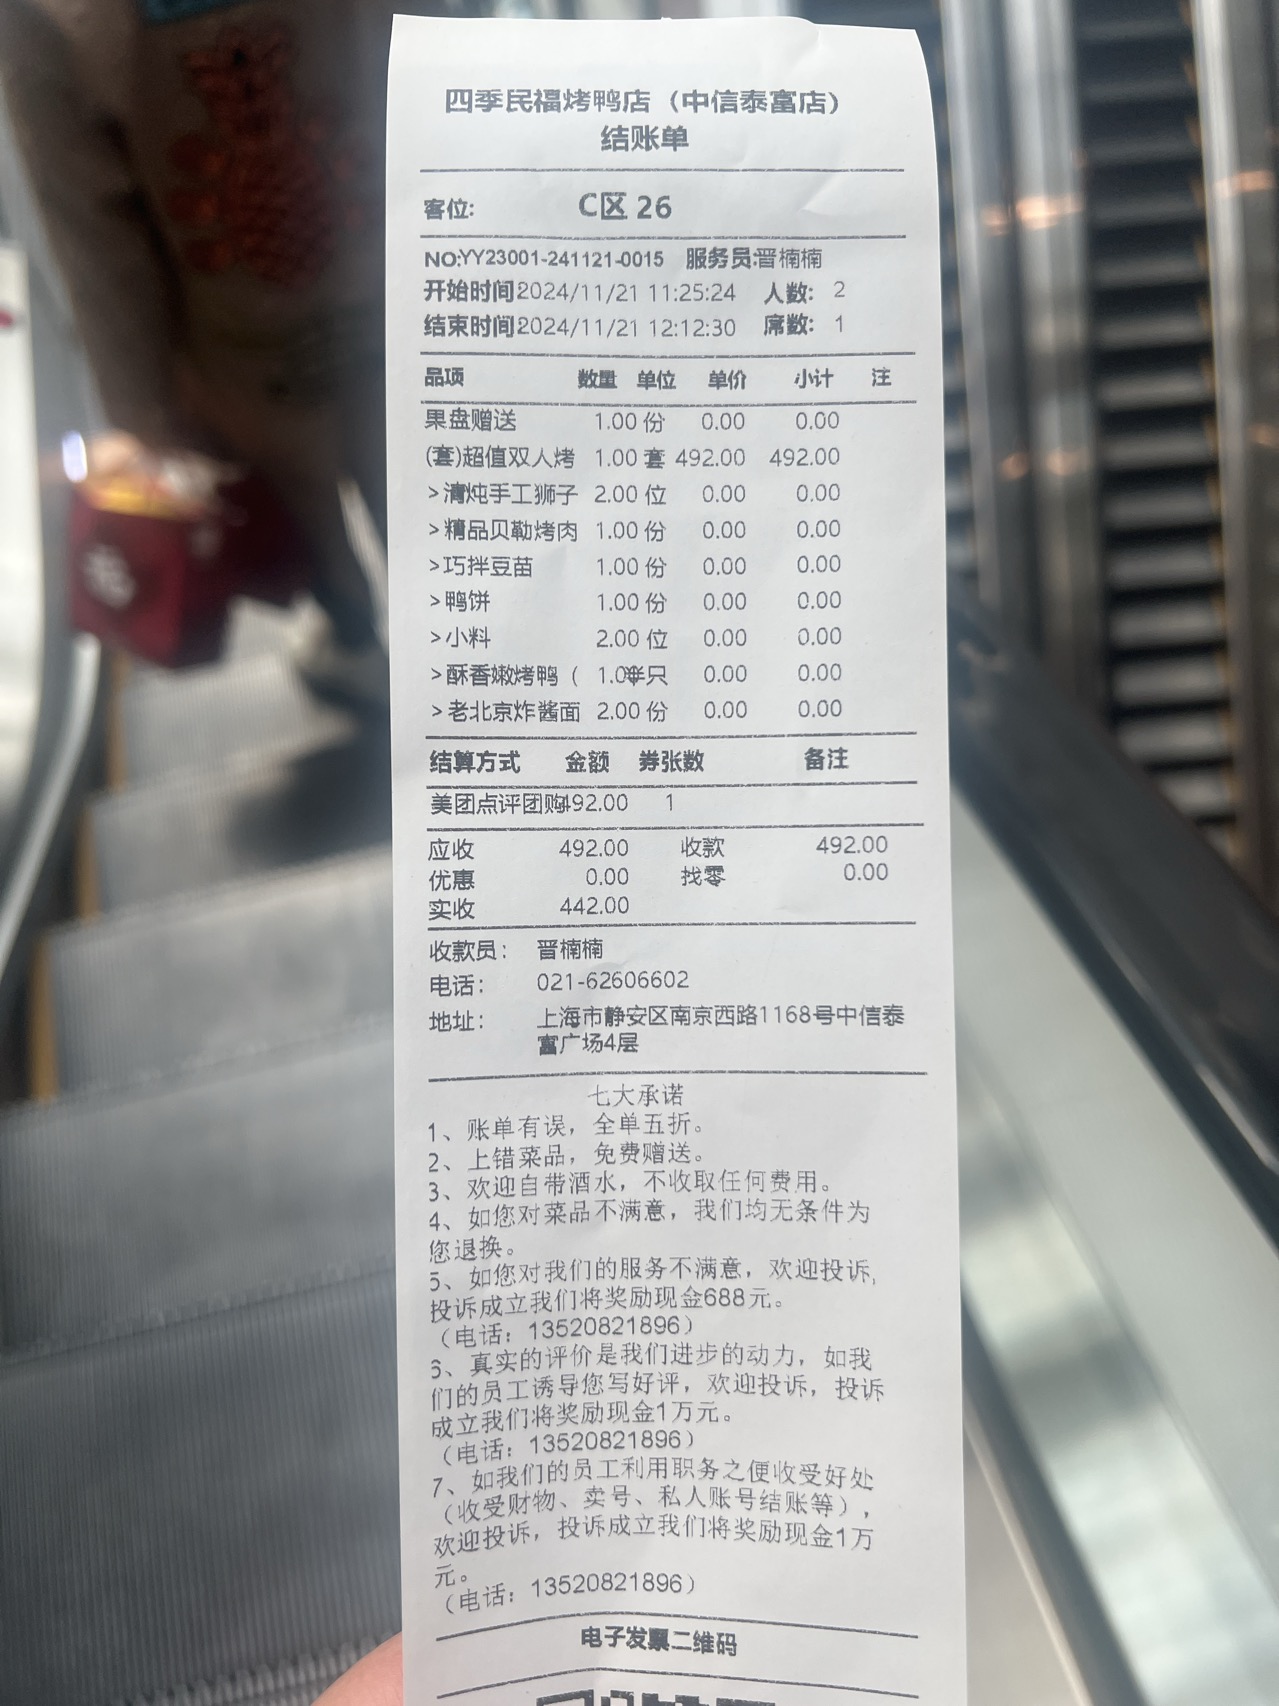 四季民福烤鸭店（中信泰富店）
结账单
客位: C区 26
NO:YY23001-241121-0015 服务员:晋楠楠
开始时间2024/11/21 11:25:24 人数: 2
结束时间2024/11/21 12:12:30 席数: 1
品项 数量 单位 单价 小计 注
果盘赠送 1.00 份 0.00 0.00
(套)超值双人烤 1.00 套 492.00 492.00
>清炖手工狮子 2.00 位 0.00 0.00
>精品贝勒烤肉 1.00 份 0.00 0.00
>巧拌豆苗 1.00 份 0.00 0.00
>鸭饼 1.00 份 0.00 0.00
>小料 2.00 位 0.00 0.00
>酥香嫩烤鸭（ 1.00半只 0.00 0.00
>老北京炸酱面 2.00 份 0.00 0.00
结算方式 金额 券张数 备注
美团点评团购492.00 1
应收 492.00 收款 492.00
优惠 0.00 找零 0.00
实收 442.00
收款员: 晋楠楠
电话: 021-62606602
地址: 上海市静安区南京西路1168号中信泰
富广场4层
七大承诺
1、账单有误，全单五折。
2、上错菜品，免费赠送。
3、欢迎自带酒水，不收取任何费用。
4、如您对菜品不满意，我们均无条件为
您退换。
5、如您对我们的服务不满意，欢迎投诉，
投诉成立我们将奖励现金688元。
（电话：13520821896）
6、真实的评价是我们进步的动力，如我
们的员工诱导您写好评，欢迎投诉，投诉
成立我们将奖励现金1万元。
（电话：13520821896）
7、如我们的员工利用职务之便收受好处
（收受财物、卖号、私人账号结账等），
欢迎投诉，投诉成立我们将奖励现金1万
元。
（电话：13520821896）
电子发票二维码